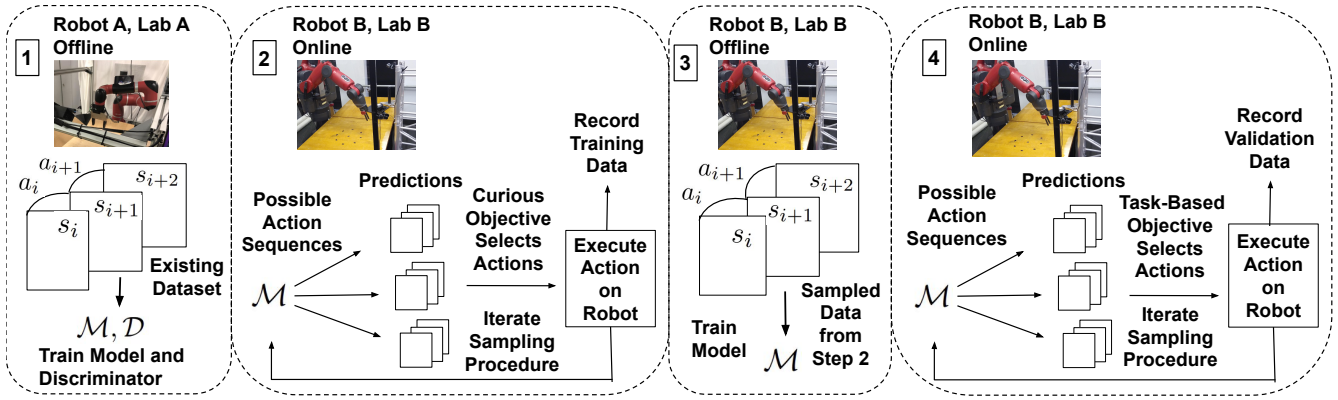 1
Robot A, Lab A
Offline
a_{i+1}
a_i
s_{i+2}
s_{i+1}
s_i
Existing
Dataset
ℳ, 𝒟
Train Model and
Discriminator
2
Robot B, Lab B
Online
Record
Training
Data
Predictions
Possible
Action
Sequences
Curious
Objective
Selects
Actions
ℳ
Execute
Action
on
Robot
Iterate
Sampling
Procedure
3
Robot B, Lab B
Offline
a_{i+1}
a_i
s_{i+2}
s_{i+1}
s_i
Train
Model
Sampled
Data
from
Step 2
ℳ
4
Robot B, Lab B
Online
Record
Validation
Data
Predictions
Possible
Action
Sequences
Task-Based
Objective
Selects
Actions
ℳ
Execute
Action
on
Robot
Iterate
Sampling
Procedure